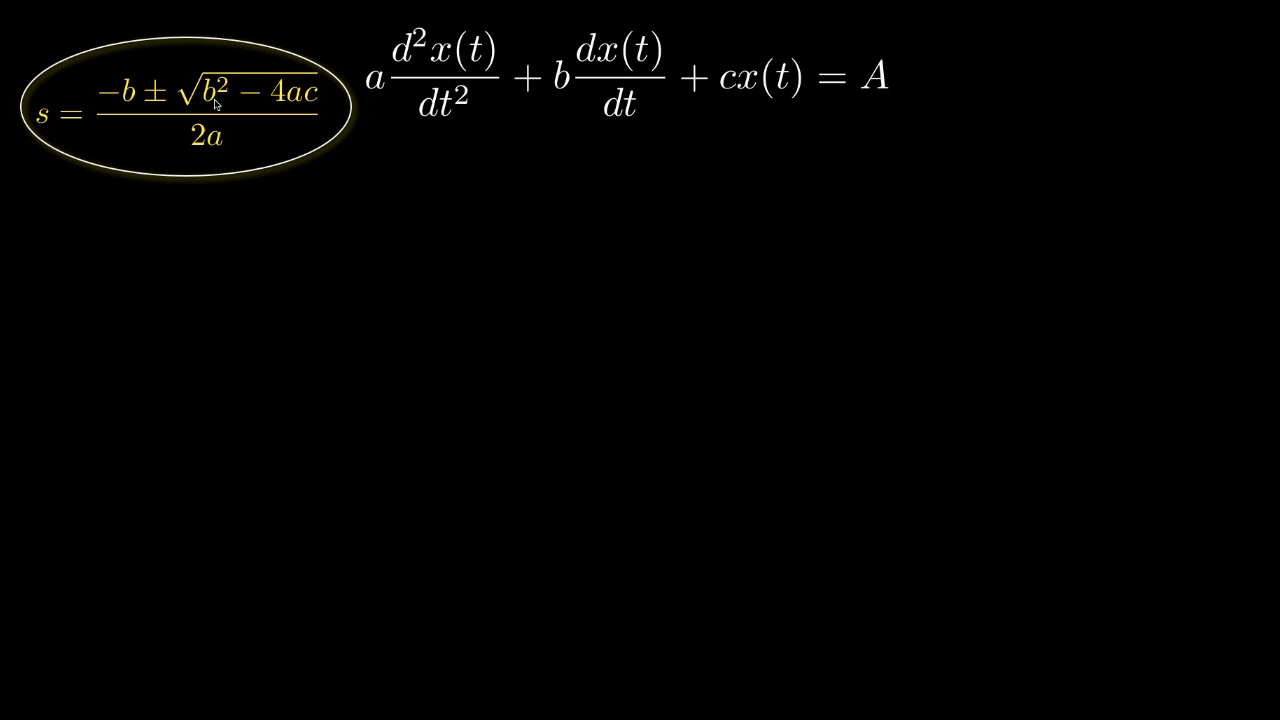 s = \frac{-b \pm \sqrt{b^2 - 4ac}}{2a}
a\frac{d^2x(t)}{dt^2} + b\frac{dx(t)}{dt} + cx(t) = A